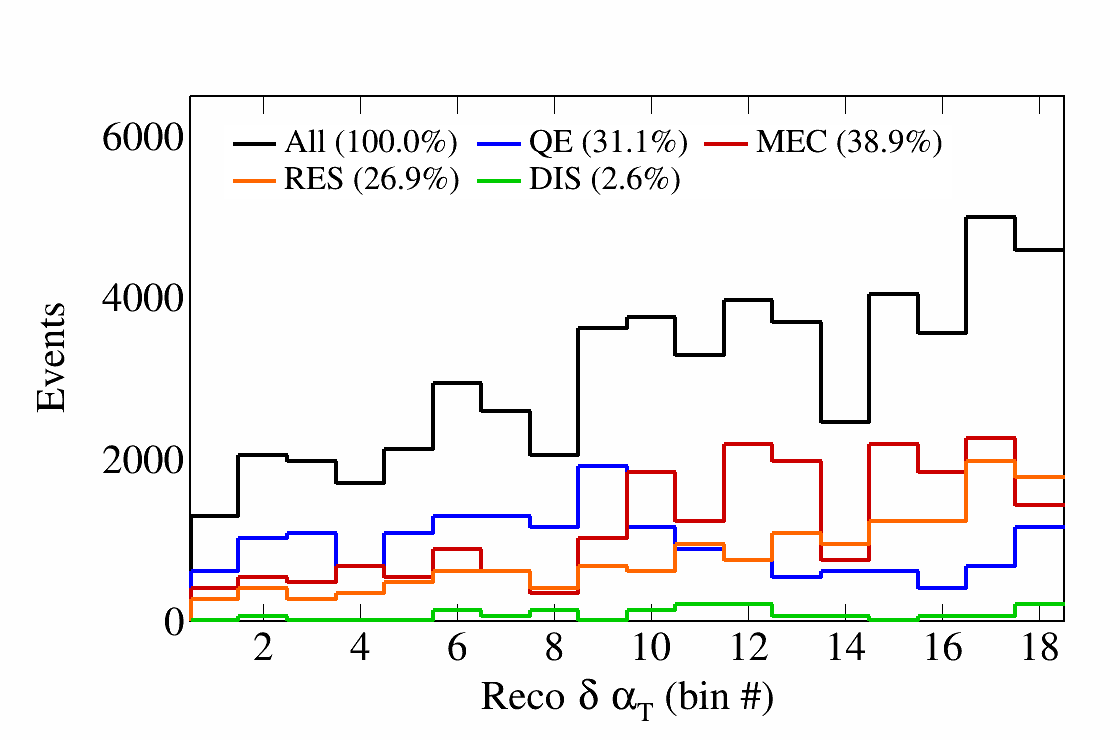 All (100.0%) QE (31.1%) MEC (38.9%)
RES (26.9%) DIS (2.6%)
6000
4000
2000
0
Events
2 4 6 8 10 12 14 16 18
Reco δ α_T (bin #)